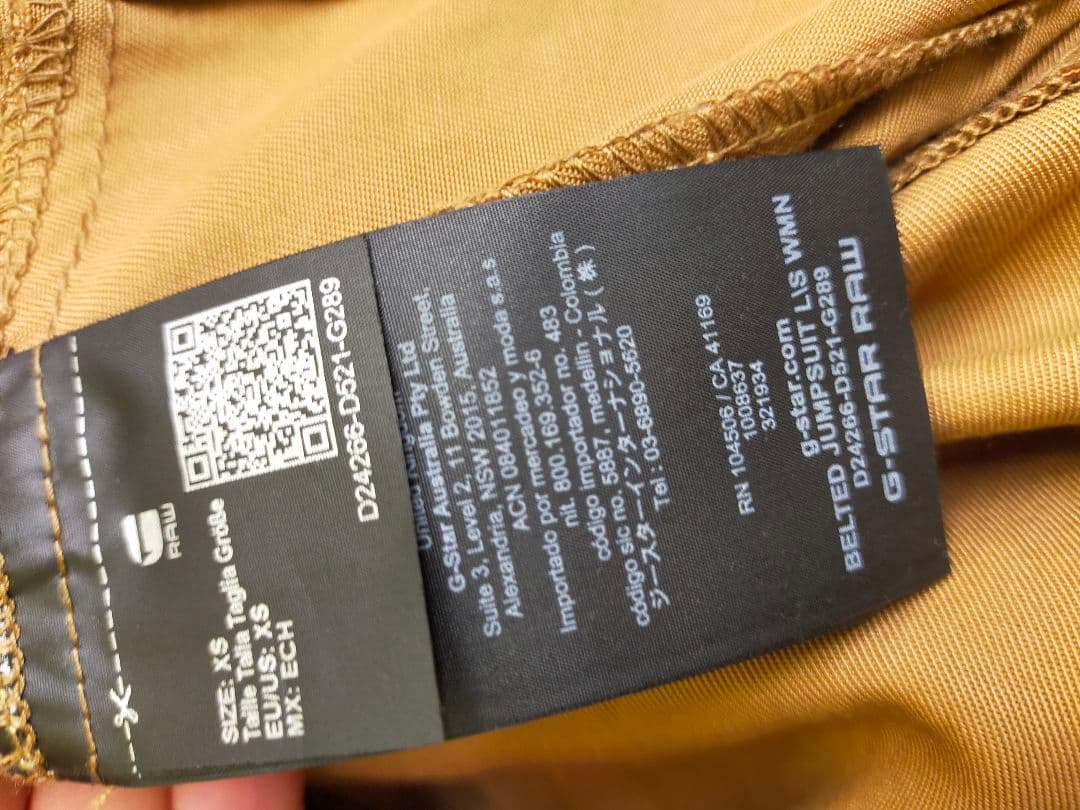 RAW
SIZE: XS
Taille Talla Taglia Größe
EU/US: XS
MX: ECH
D24266-D521-G289
G-Star Australia Pty Ltd
Suite 3, Level 2, 11 Bowden Street,
Alexandria, NSW 2015, Australia
ACN 084011852
Importado por mercadeo y moda s.a.s
nit. 800.169.352-6
código importador no. 483
código sic no. 5887, medellin - Colombia
ジースターインターナショナル(株)
Tel : 03-6890-5620
RN 104506 / CA 41169
1008637
321934
g-star.com
BELTED JUMPSUIT LIS WMN
D24266-D521-G289
G-STAR RAW